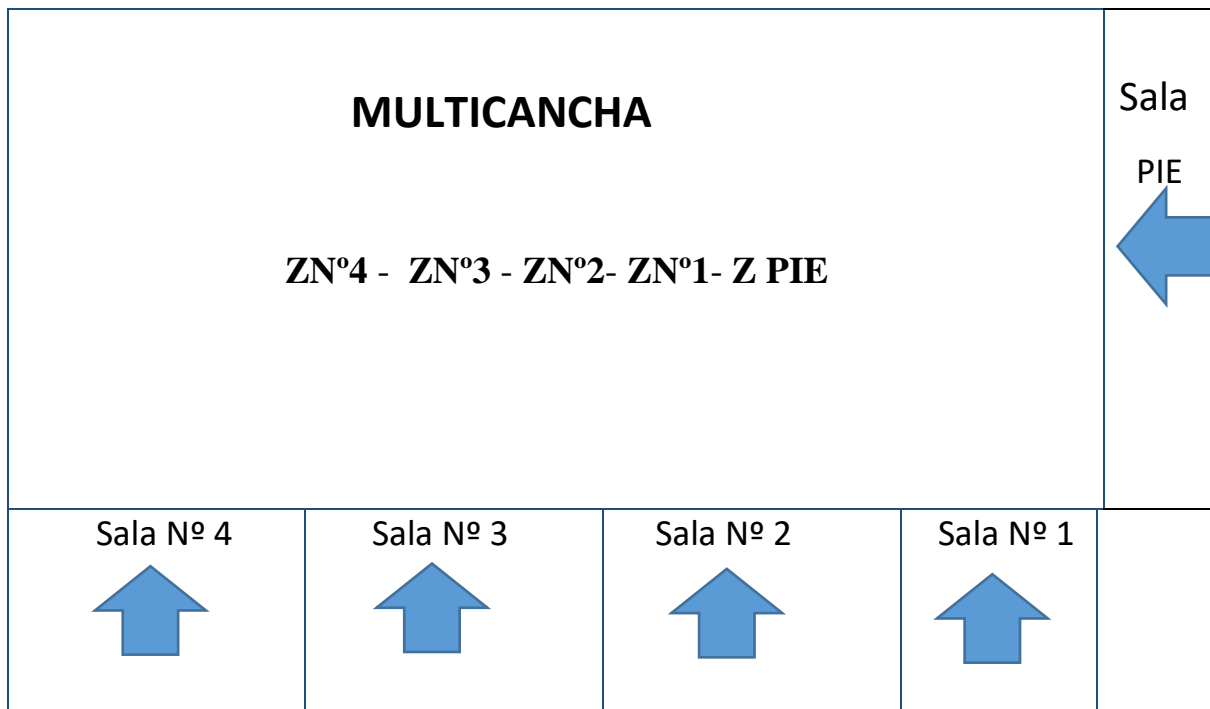 MULTICANCHA
Sala
PIE
ZNº4 - ZNº3 - ZNº2- ZNº1- Z PIE
Sala Nº 4
Sala Nº 3
Sala Nº 2
Sala Nº 1